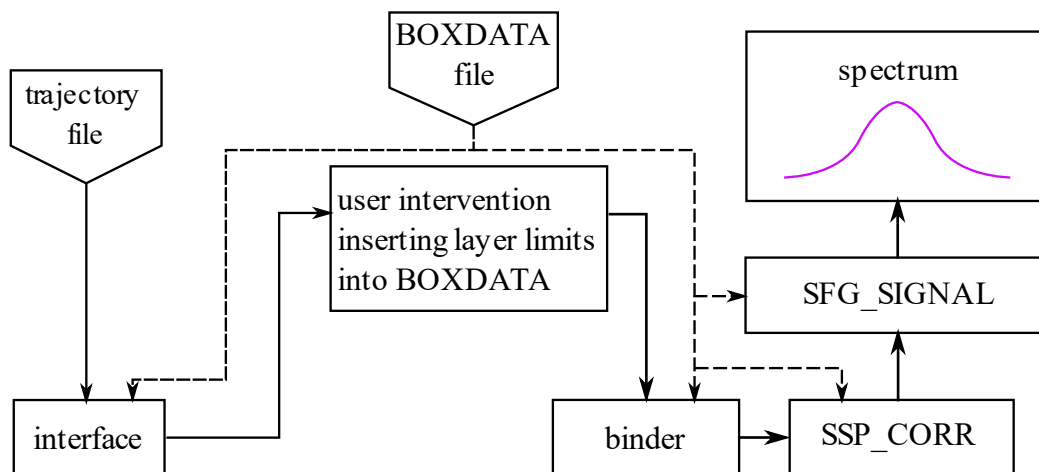 BOXDATA
file
trajectory
file
spectrum
user intervention
inserting layer limits
into BOXDATA
SFG_SIGNAL
interface
binder
SSP_CORR